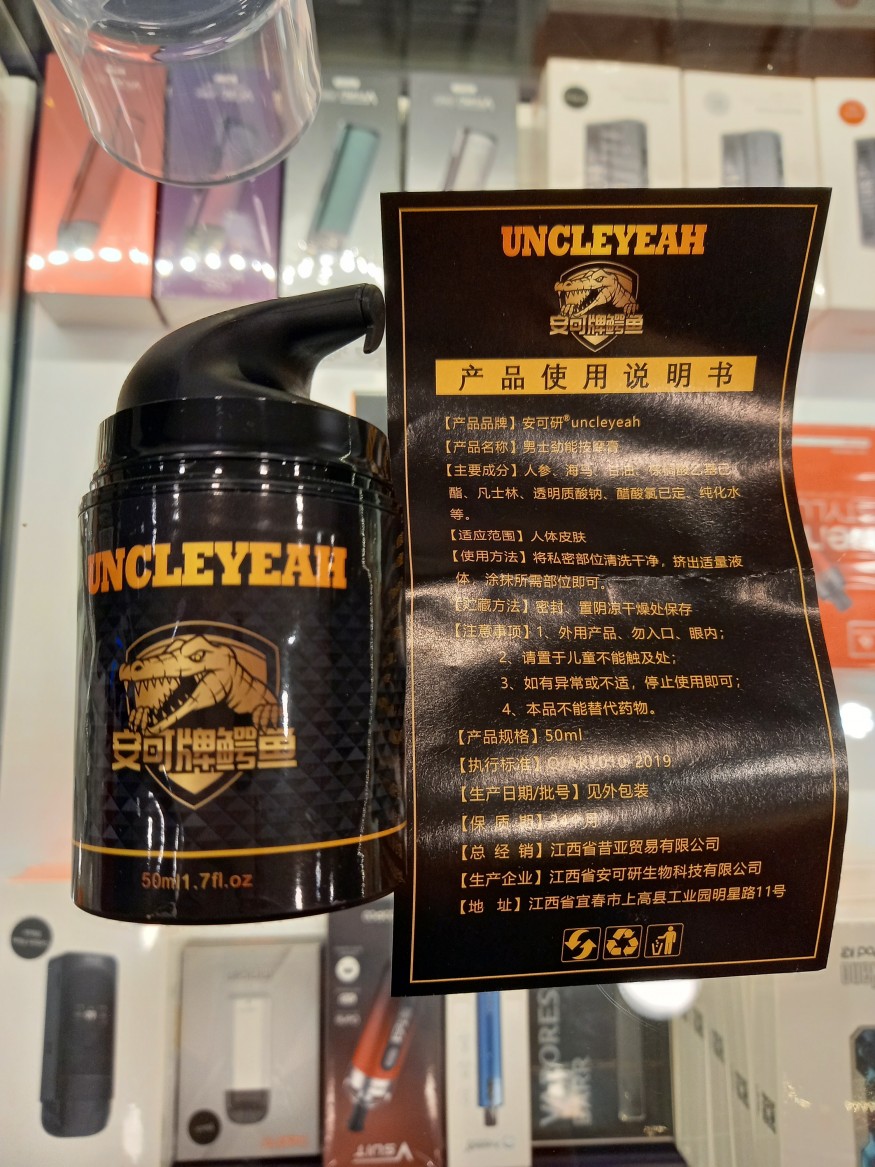 UNCLEYEAH
安可牌鳄鱼
50ml1.7fl.oz
UNCLEYEAH
安可牌鳄鱼
产品使用说明书
【产品品牌】安可研®uncleyeah
【产品名称】男士劲能按摩膏
【主要成分】人参、海马、甘油、
酯、凡士林、透明质酸钠、醋酸氯已定、纯化水
等。
【适应范围】人体皮肤
【使用方法】将私密部位清洗干净，挤出适量液
体，涂抹所需部位即可。
【贮藏方法】密封、置阴凉干燥处保存
【注意事项】1、外用产品、勿入口、眼内；
2、请置于儿童不能触及处；
3、如有异常或不适，停止使用即可；
4、本品不能替代药物。
【产品规格】50ml
【执行标准】Q/AKY010-2019
【生产日期/批号】见外包装
【保 质 期】24个月
【总 经 销】江西省昔亚贸易有限公司
【生产企业】江西省安可研生物科技有限公司
【地 址】江西省宜春市上高县工业园明星路11号
VSUIT